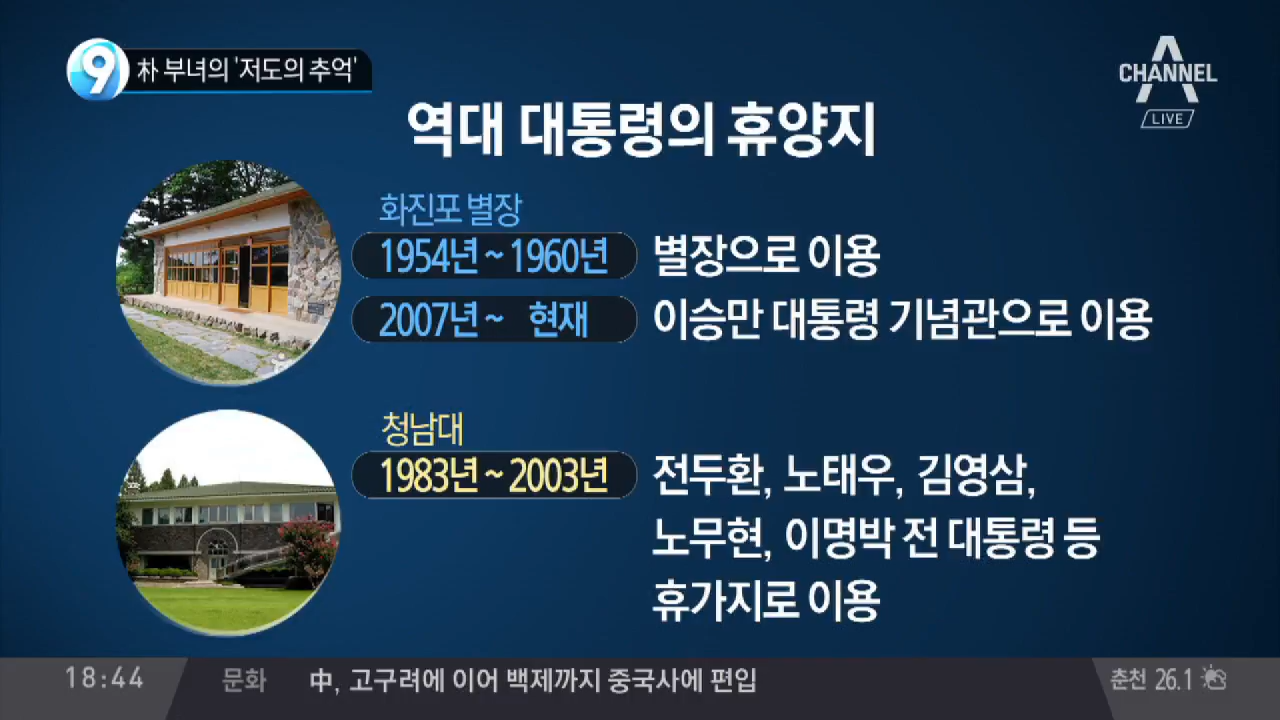 9 朴 부녀의 '저도의 추억'
CHANNEL A
LIVE
역대 대통령의 휴양지
화진포 별장
1954년 ~ 1960년 별장으로 이용
2007년 ~ 현재 이승만 대통령 기념관으로 이용
청남대
1983년 ~ 2003년 전두환, 노태우, 김영삼,
노무현, 이명박 전 대통령 등
휴가지로 이용
18:44 문화 中, 고구려에 이어 백제까지 중국사에 편입 춘천 26.1